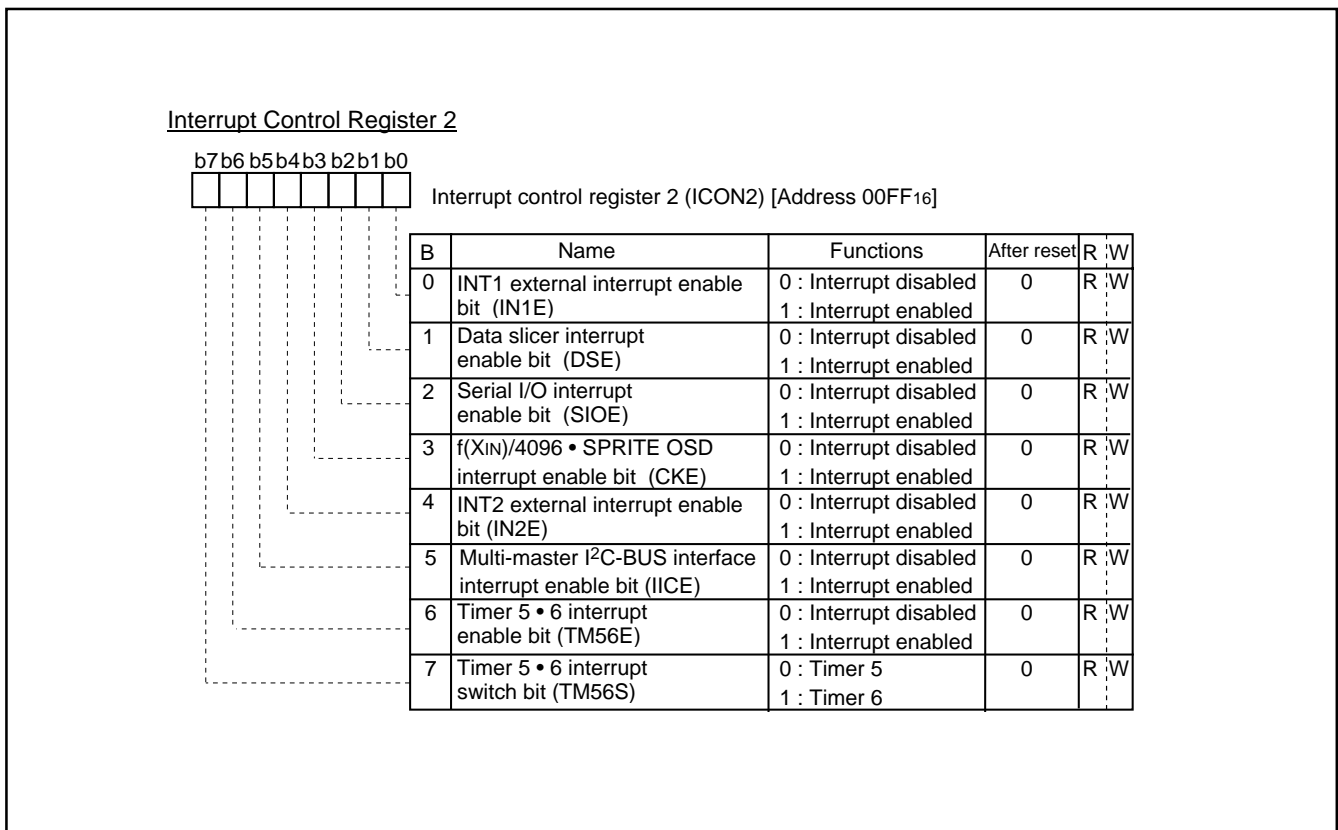 Interrupt Control Register 2
b7 b6 b5 b4 b3 b2 b1 b0
Interrupt control register 2 (ICON2) [Address 00FF16]
B Name Functions After reset R W
0 INT1 external interrupt enable bit (IN1E) 0 : Interrupt disabled 0 R W
1 : Interrupt enabled
1 Data slicer interrupt enable bit (DSE) 0 : Interrupt disabled 0 R W
1 : Interrupt enabled
2 Serial I/O interrupt enable bit (SIOE) 0 : Interrupt disabled 0 R W
1 : Interrupt enabled
3 f(XIN)/4096 • SPRITE OSD interrupt enable bit (CKE) 0 : Interrupt disabled 0 R W
1 : Interrupt enabled
4 INT2 external interrupt enable bit (IN2E) 0 : Interrupt disabled 0 R W
1 : Interrupt enabled
5 Multi-master I2C-BUS interface interrupt enable bit (IICE) 0 : Interrupt disabled 0 R W
1 : Interrupt enabled
6 Timer 5 • 6 interrupt enable bit (TM56E) 0 : Interrupt disabled 0 R W
1 : Interrupt enabled
7 Timer 5 • 6 interrupt switch bit (TM56S) 0 : Timer 5 0 R W
1 : Timer 6